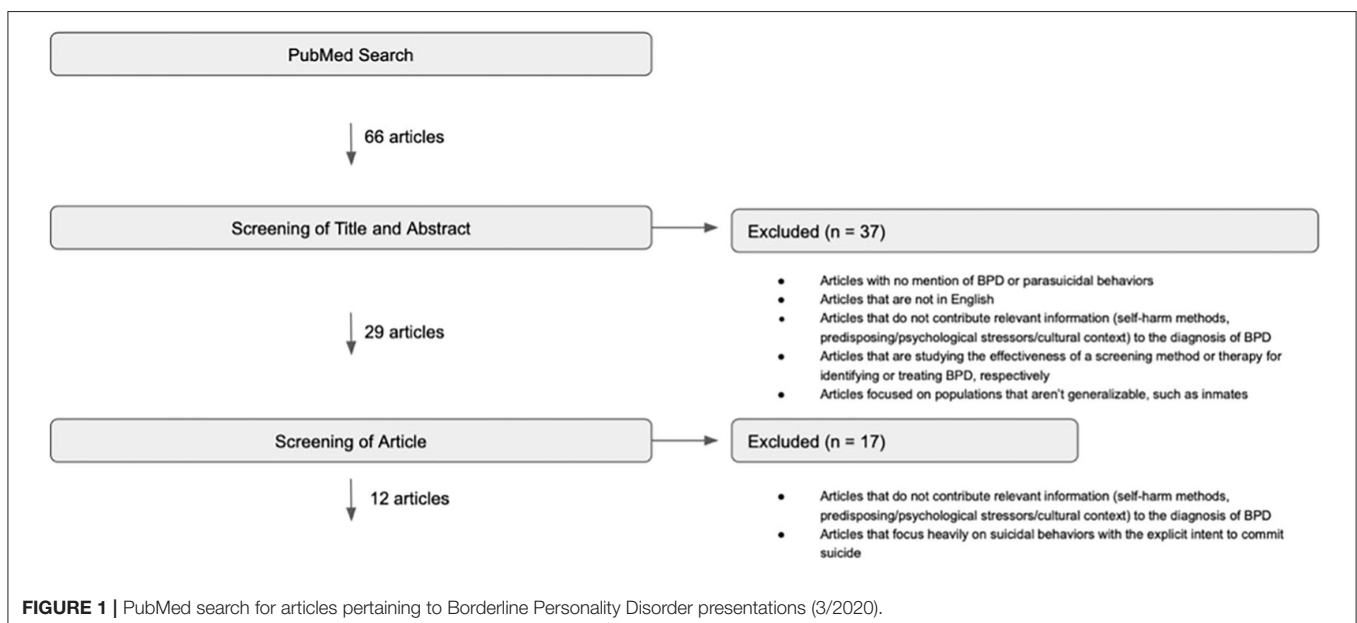 PubMed Search
66 articles
Screening of Title and Abstract
Excluded (n = 37)
● Articles with no mention of BPD or parasuicidal behaviors
● Articles that are not in English
● Articles that do not contribute relevant information (self-harm methods,
predisposing/psychological stressors/cultural context) to the diagnosis of BPD
● Articles that are studying the effectiveness of a screening method or therapy for
identifying or treating BPD, respectively
● Articles focused on populations that aren't generalizable, such as inmates
29 articles
Screening of Article
Excluded (n = 17)
● Articles that do not contribute relevant information (self-harm methods,
predisposing/psychological stressors/cultural context) to the diagnosis of BPD
● Articles that focus heavily on suicidal behaviors with the explicit intent to commit
suicide
12 articles
FIGURE 1 | PubMed search for articles pertaining to Borderline Personality Disorder presentations (3/2020).